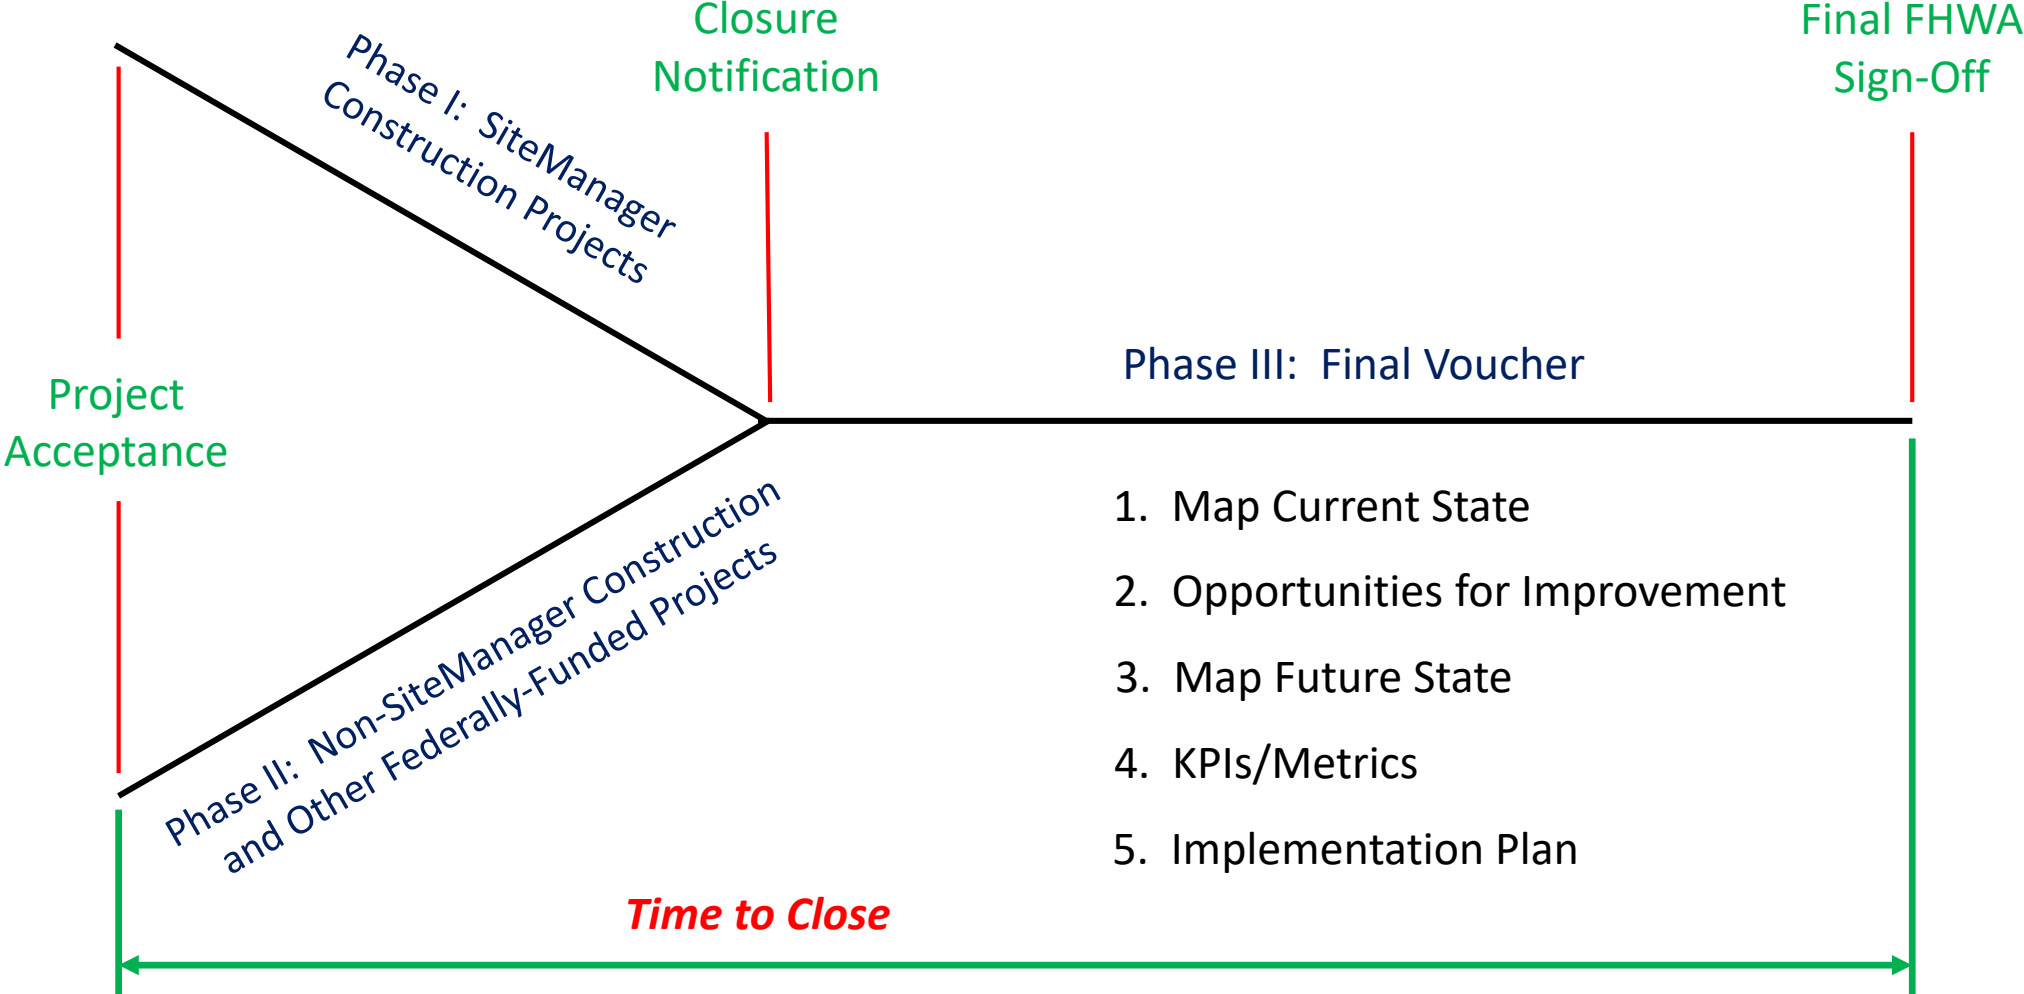 Closure
Notification
Final FHWA
Sign-Off
Phase I:  SiteManager
Construction Projects
Project
Acceptance
Phase III:  Final Voucher
Phase II:  Non-SiteManager Construction
and Other Federally-Funded Projects
1.  Map Current State
2.  Opportunities for Improvement
3.  Map Future State
4.  KPIs/Metrics
5.  Implementation Plan
Time to Close